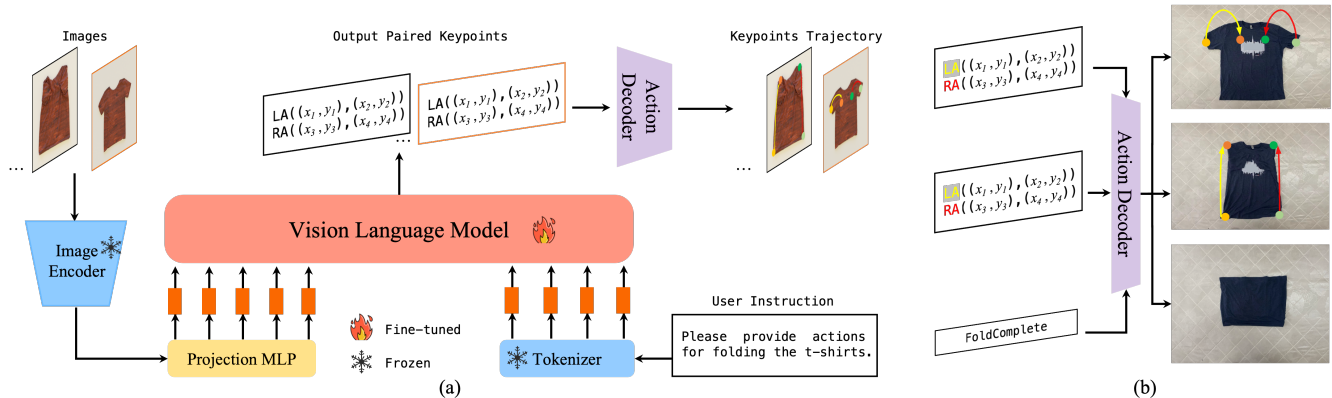 Images
...
Image
Encoder
Projection MLP
Output Paired Keypoints
LA((x₁,y₁),(x₂,y₂))
RA((x₃,y₃),(x₄,y₄))
...
LA((x₁,y₁),(x₂,y₂))
RA((x₃,y₃),(x₄,y₄))
Action
Decoder
Keypoints Trajectory
...
Vision Language Model
Fine-tuned
Frozen
Tokenizer
User Instruction
Please provide actions
for folding the t-shirts.
(a)
LA((x₁,y₁),(x₂,y₂))
RA((x₃,y₃),(x₄,y₄))
LA((x₁,y₁),(x₂,y₂))
RA((x₃,y₃),(x₄,y₄))
FoldComplete
Action Decoder
(b)